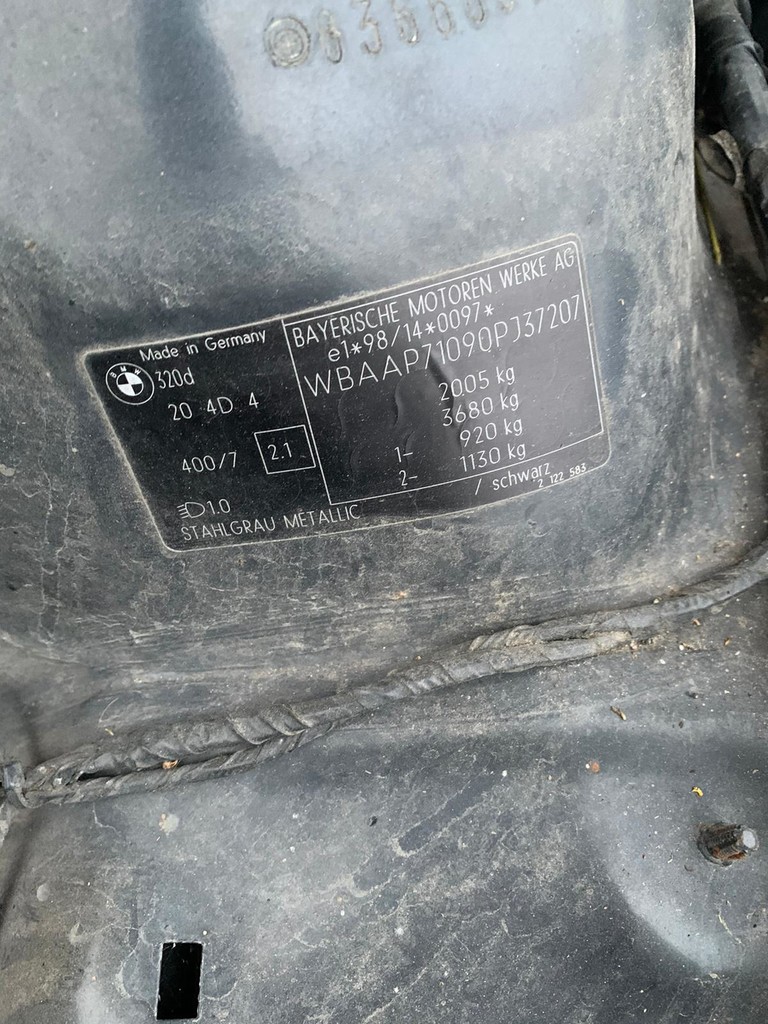 Made in Germany
BMW
320d
20 4D 4
400/7 2.1
1.0
STAHLGRAU METALLIC
BAYERISCHE MOTOREN WERKE AG
e1*98/14*0097*
WBAAP71090PJ37207
2005 kg
3680 kg
1- 920 kg
2- 1130 kg
/ schwarz
2 122 583